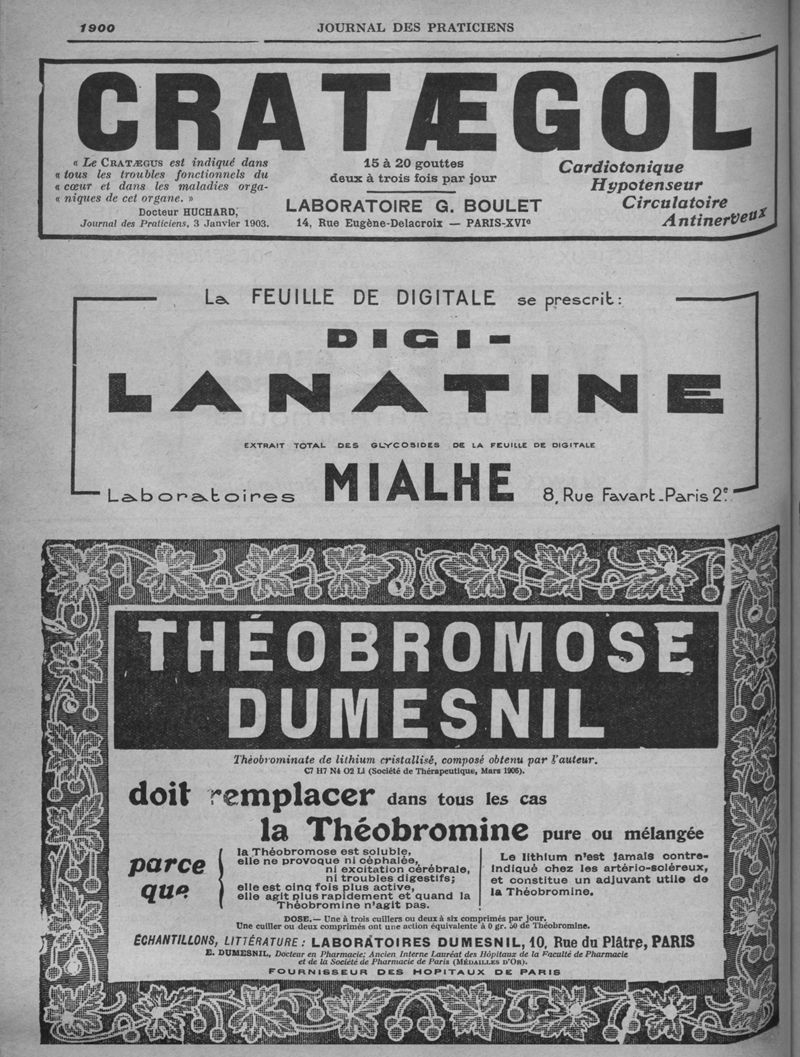 1900 JOURNAL DES PRATICIENS
CRATÆGOL
« Le CRATÆGUS est indiqué dans
« tous les troubles fonctionnels du
« cœur et dans les maladies orga-
« niques de cet organe. »
Docteur HUCHARD,
Journal des Praticiens, 3 Janvier 1903.
15 à 20 gouttes
deux à trois fois par jour
LABORATOIRE G. BOULET
14, Rue Eugène-Delacroix — PARIS-XVIe
Cardiotonique
Hypotenseur
Circulatoire
Antinerveux
La FEUILLE DE DIGITALE se prescrit :
DIGI-
LANATINE
EXTRAIT TOTAL DES GLYCOSIDES DE LA FEUILLE DE DIGITALE
Laboratoires MIALHE 8, Rue Favart-Paris 2e.
THÉOBROMOSE
DUMESNIL
Théobrominate de lithium cristallisé, composé obtenu par l'auteur.
C7 H7 N4 O2 Li (Société de Thérapeutique, Mars 1906).
doit remplacer dans tous les cas
la Théobromine pure ou mélangée
parce
que
la Théobromose est soluble,
elle ne provoque ni céphalée,
ni excitation cérébrale,
ni troubles digestifs;
elle est cinq fois plus active,
elle agit plus rapidement et quand la
Théobromine n'agit pas.
Le lithium n'est jamais contre-
indiqué chez les artério-scléreux,
et constitue un adjuvant utile de
la Théobromine.
DOSE.— Une à trois cuillers ou deux à six comprimés par jour.
Une cuiller ou deux comprimés ont une action équivalente à 0 gr. 50 de Théobromine.
ÉCHANTILLONS, LITTÉRATURE : LABORATOIRES DUMESNIL, 10, Rue du Plâtre, PARIS
E. DUMESNIL, Docteur en Pharmacie; Ancien Interne Lauréat des Hôpitaux de la Faculté de Pharmacie
et de la Société de Pharmacie de Paris (MÉDAILLES D'OR).
FOURNISSEUR DES HOPITAUX DE PARIS